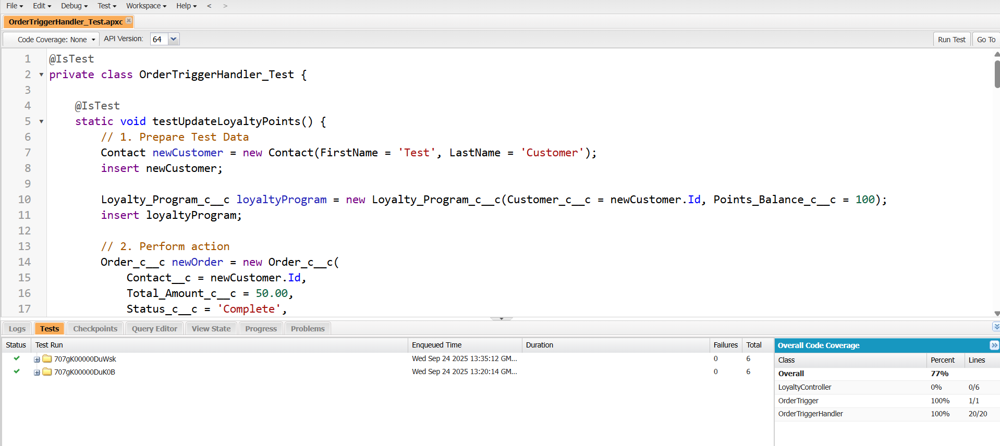 File Edit Debug Test Workspace Help < >
OrderTriggerHandler_Test.apxc
Code Coverage: None API Version: 64 Run Test Go To
1 @IsTest
2 private class OrderTriggerHandler_Test {
3
4 @IsTest
5 static void testUpdateLoyaltyPoints() {
6 // 1. Prepare Test Data
7 Contact newCustomer = new Contact(FirstName = 'Test', LastName = 'Customer');
8 insert newCustomer;
9
10 Loyalty_Program_c__c loyaltyProgram = new Loyalty_Program_c__c(Customer_c__c = newCustomer.Id, Points_Balance_c__c = 100);
11 insert loyaltyProgram;
12
13 // 2. Perform action
14 Order_c__c newOrder = new Order_c__c(
15 Contact__c = newCustomer.Id,
16 Total_Amount_c__c = 50.00,
17 Status_c__c = 'Complete',
Logs Tests Checkpoints Query Editor View State Progress Problems
Status Test Run Enqueued Time Duration Failures Total
707gK00000DuWsk Wed Sep 24 2025 13:35:12 GM... 0 6
707gK00000DuK0B Wed Sep 24 2025 13:20:14 GM... 0 6
Overall Code Coverage
Class Percent Lines
Overall 77%
LoyaltyController 0% 0/6
OrderTrigger 100% 1/1
OrderTriggerHandler 100% 20/20